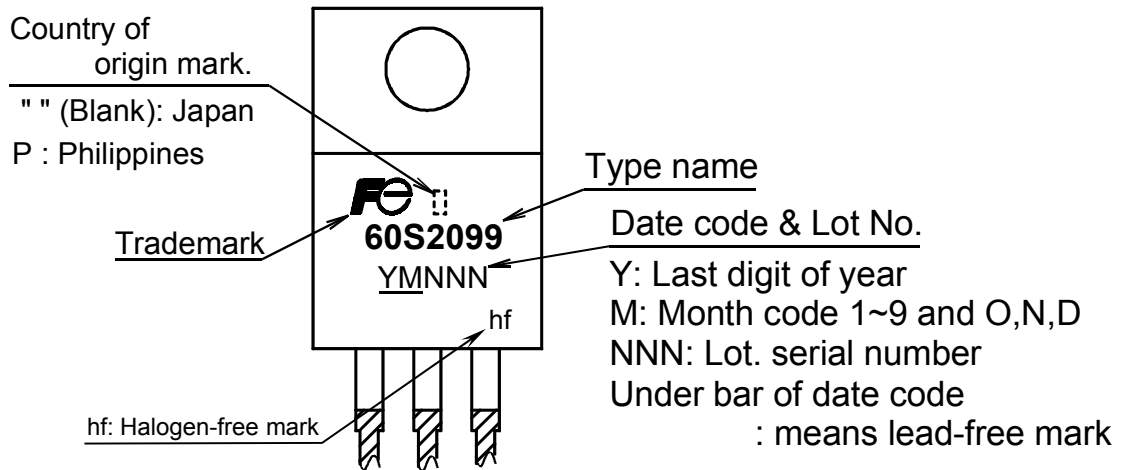 Country of
origin mark.
" " (Blank): Japan
P : Philippines
Trademark
Fe
60S2099
YMNNN
hf
hf: Halogen-free mark
Type name
Date code & Lot No.
Y: Last digit of year
M: Month code 1~9 and O,N,D
NNN: Lot. serial number
Under bar of date code
: means lead-free mark